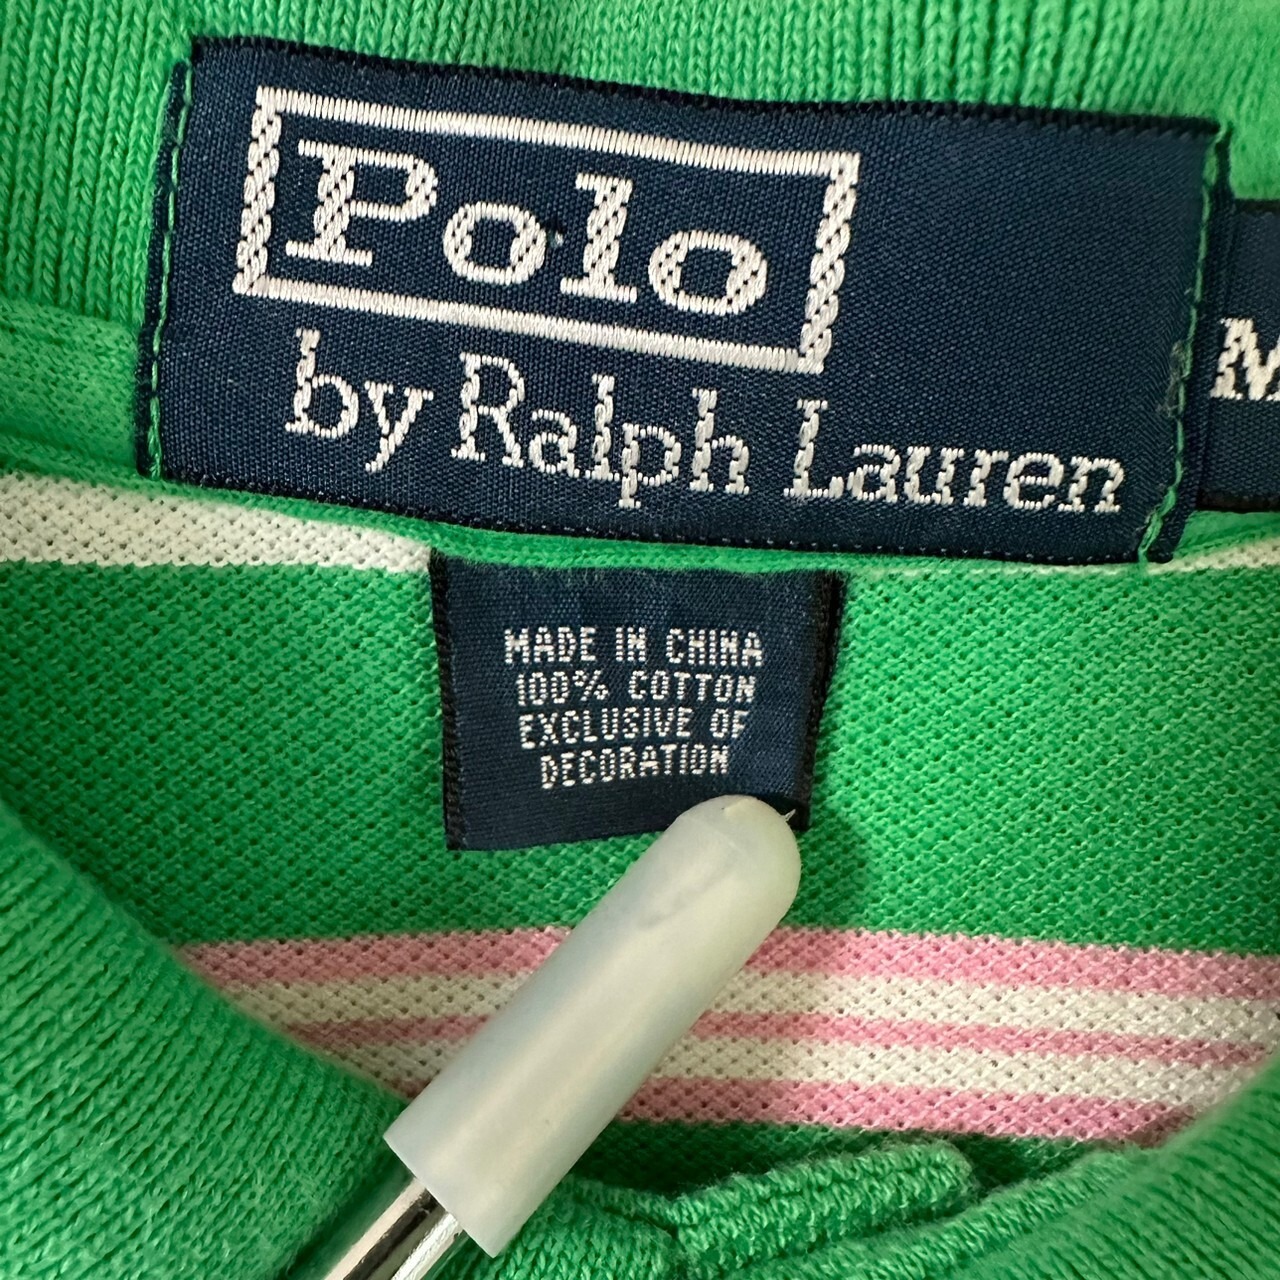 Polo
by Ralph Lauren
M
MADE IN CHINA
100% COTTON
EXCLUSIVE OF
DECORATION